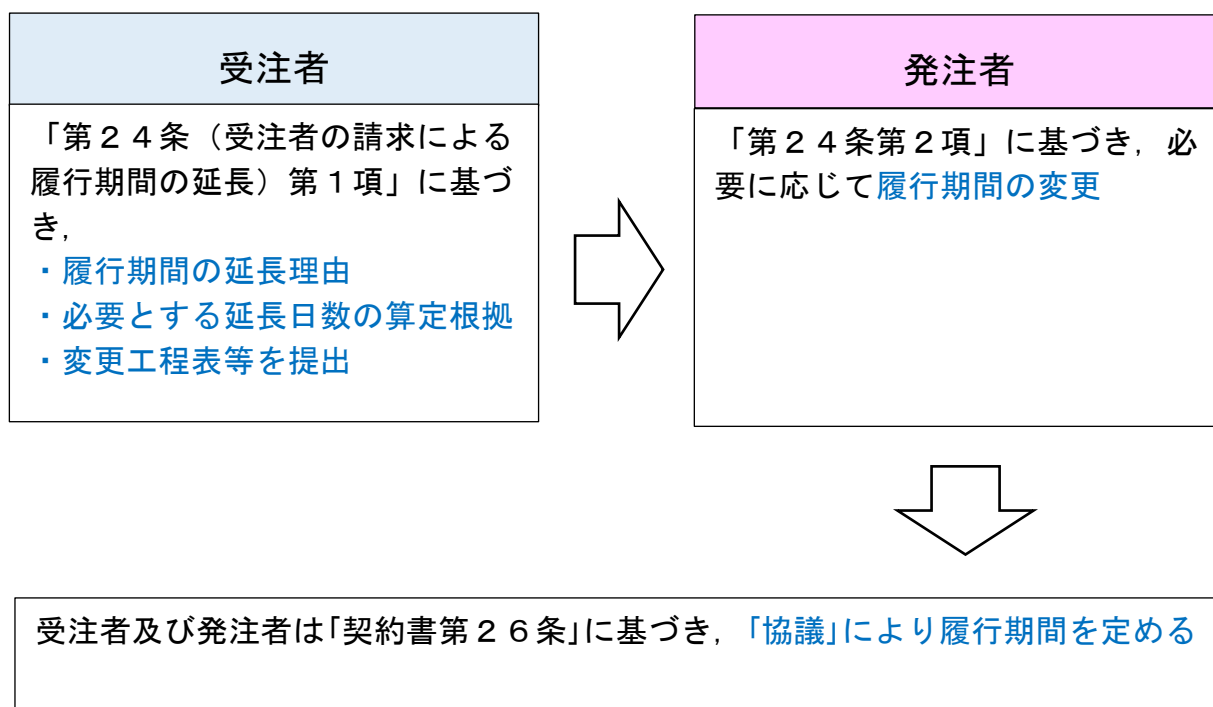 受注者
「第２４条（受注者の請求による
履行期間の延長）第１項」に基づ
き，
・履行期間の延長理由
・必要とする延長日数の算定根拠
・変更工程表等を提出
発注者
「第２４条第２項」に基づき，必
要に応じて履行期間の変更
受注者及び発注者は「契約書第２６条」に基づき，「協議」により履行期間を定める